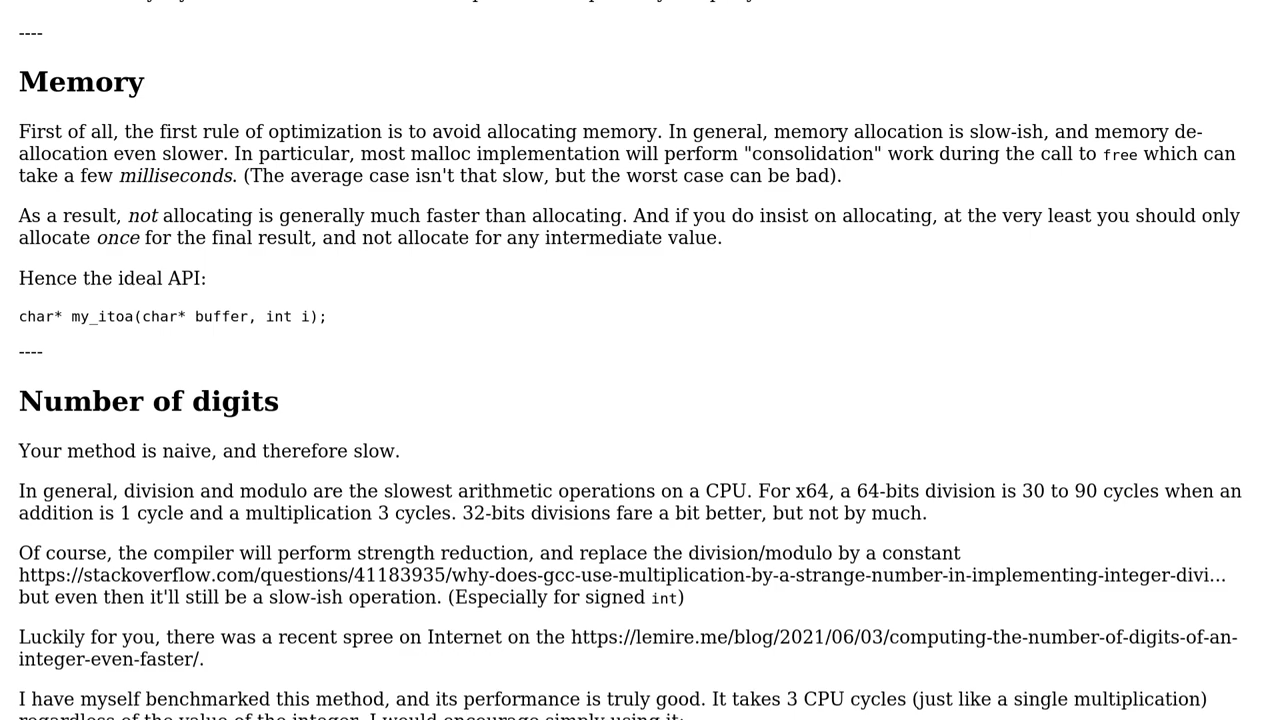 ----
Memory
First of all, the first rule of optimization is to avoid allocating memory. In general, memory allocation is slow-ish, and memory de-
allocation even slower. In particular, most malloc implementation will perform "consolidation" work during the call to free which can
take a few milliseconds. (The average case isn't that slow, but the worst case can be bad).
As a result, not allocating is generally much faster than allocating. And if you do insist on allocating, at the very least you should only
allocate once for the final result, and not allocate for any intermediate value.
Hence the ideal API:
char* my_itoa(char* buffer, int i);
----
Number of digits
Your method is naive, and therefore slow.
In general, division and modulo are the slowest arithmetic operations on a CPU. For x64, a 64-bits division is 30 to 90 cycles when an
addition is 1 cycle and a multiplication 3 cycles. 32-bits divisions fare a bit better, but not by much.
Of course, the compiler will perform strength reduction, and replace the division/modulo by a constant
https://stackoverflow.com/questions/41183935/why-does-gcc-use-multiplication-by-a-strange-number-in-implementing-integer-divi…
but even then it'll still be a slow-ish operation. (Especially for signed int)
Luckily for you, there was a recent spree on Internet on the https://lemire.me/blog/2021/06/03/computing-the-number-of-digits-of-an-
integer-even-faster/.
I have myself benchmarked this method, and its performance is truly good. It takes 3 CPU cycles (just like a single multiplication)
regardless of the value of the integer. I would encourage simply using it: